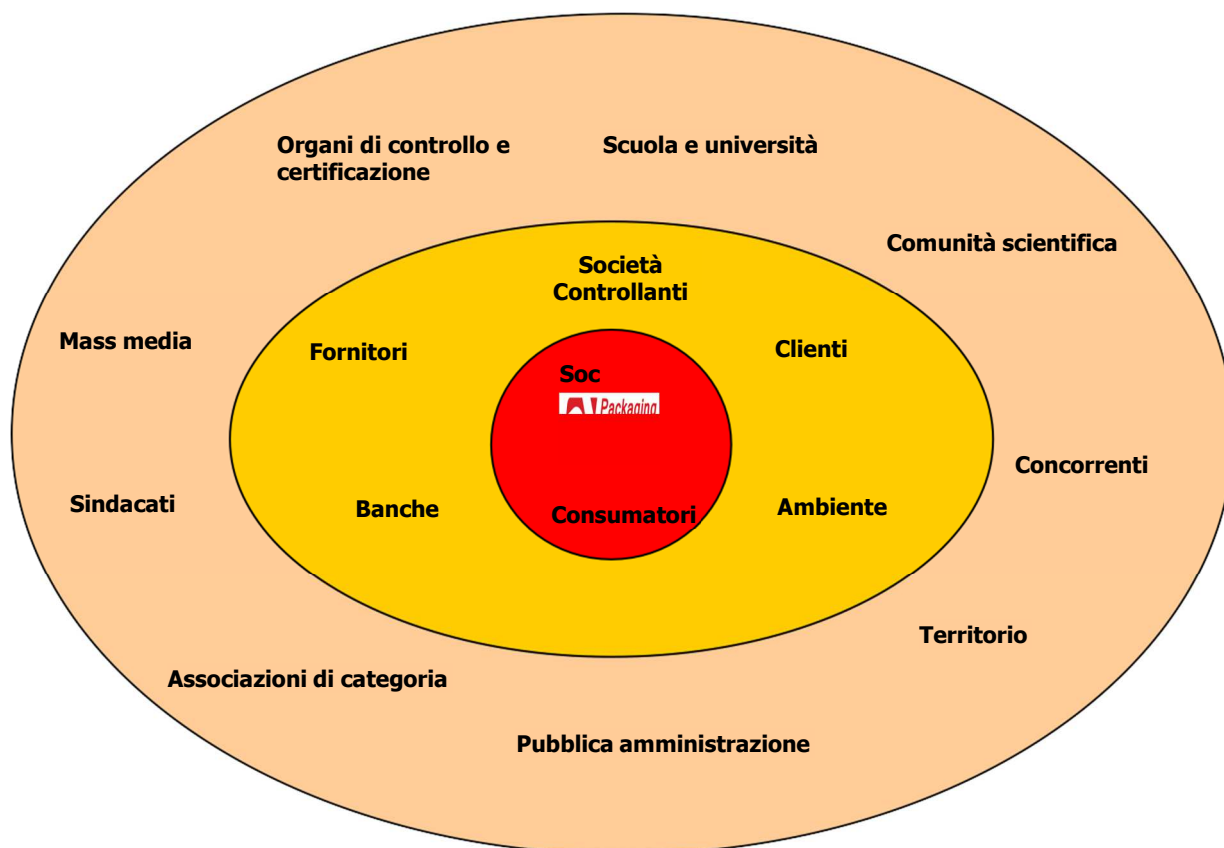 Organi di controllo e
certificazione
Scuola e università
Comunità scientifica
Società
Controllanti
Mass media
Fornitori
Clienti
Soc
Packaging
Concorrenti
Sindacati
Banche
Consumatori
Ambiente
Territorio
Associazioni di categoria
Pubblica amministrazione